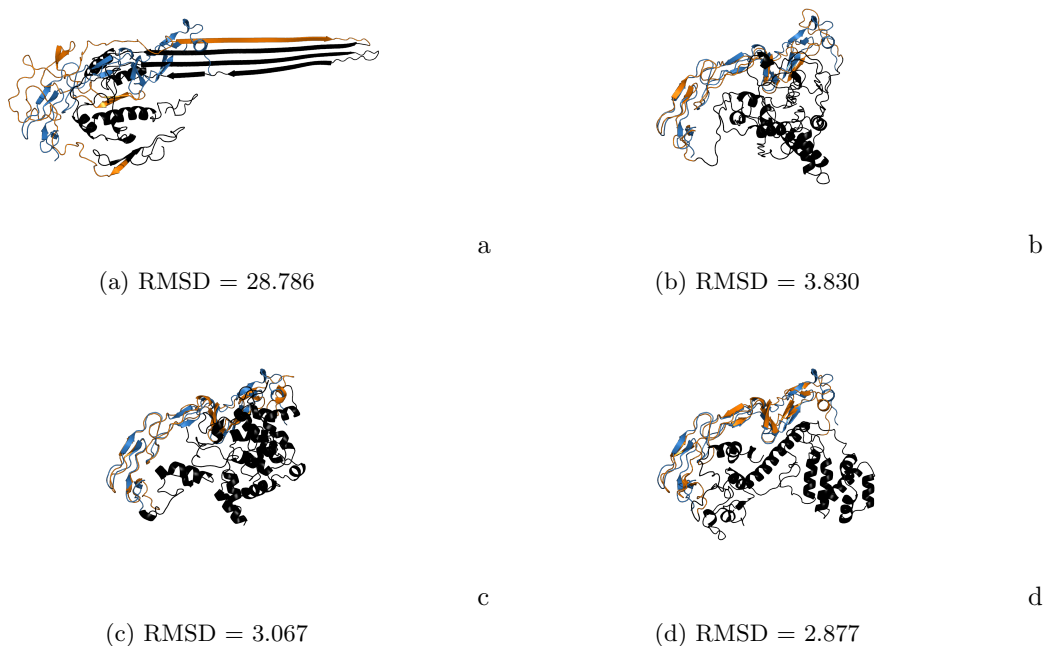 a
(a) RMSD = 28.786
b
(b) RMSD = 3.830
c
(c) RMSD = 3.067
d
(d) RMSD = 2.877